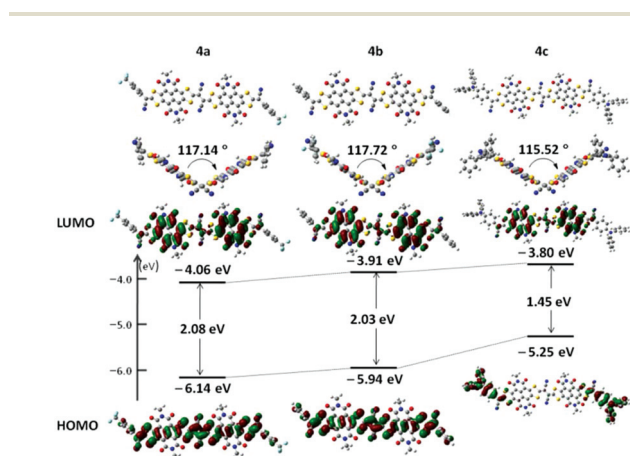 4a 4b 4c
117.14 ° 117.72 ° 115.52 °
LUMO
(eV) −4.06 eV −3.91 eV −3.80 eV
−4.0
2.08 eV 2.03 eV 1.45 eV
−5.0
−5.25 eV
−6.0
−6.14 eV −5.94 eV
HOMO